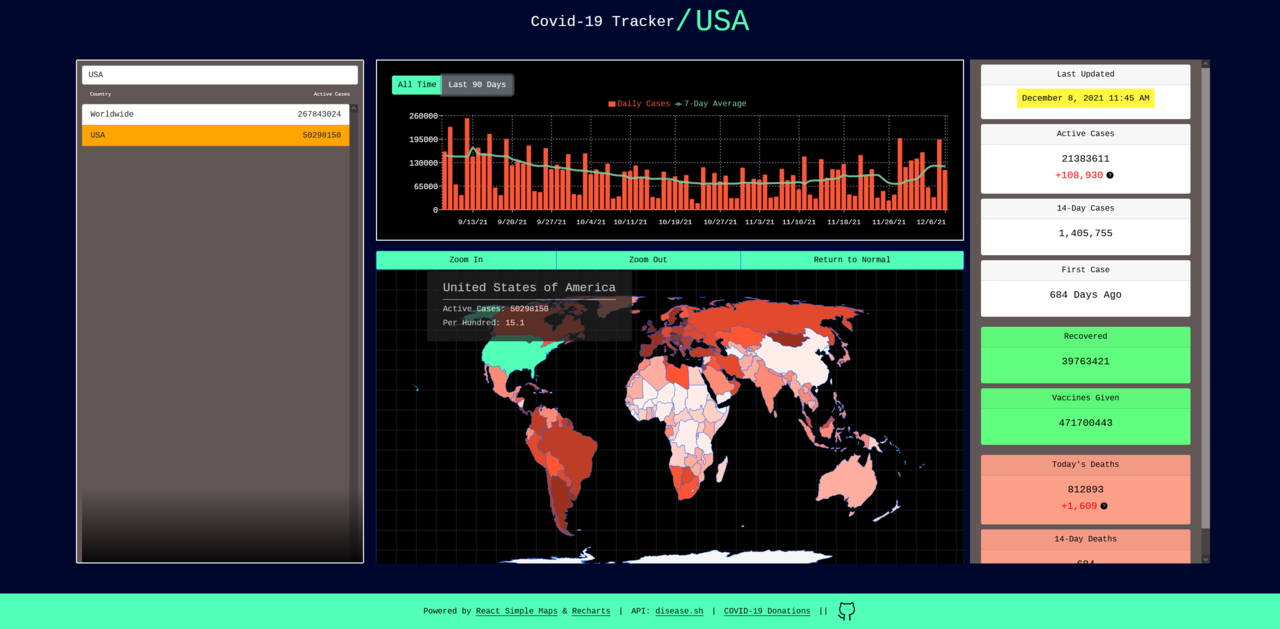 Covid-19 Tracker/USA
USA
Country Active Cases
Worldwide 267843024
USA 50298150
All Time Last 90 Days
Daily Cases 7-Day Average
260000
195000
130000
65000
0
9/13/21 9/20/21 9/27/21 10/4/21 10/11/21 10/19/21 10/27/21 11/3/21 11/10/21 11/18/21 11/26/21 12/6/21
Zoom In Zoom Out Return to Normal
United States of America
Active Cases: 50298150
Per Hundred: 15.1
Last Updated
December 8, 2021 11:45 AM
Active Cases
21383611
+108,930 ?
14-Day Cases
1,405,755
First Case
684 Days Ago
Recovered
39763421
Vaccines Given
471700443
Today's Deaths
812893
+1,609 ?
14-Day Deaths
684
Powered by React Simple Maps & Recharts | API: disease.sh | COVID-19 Donations ||